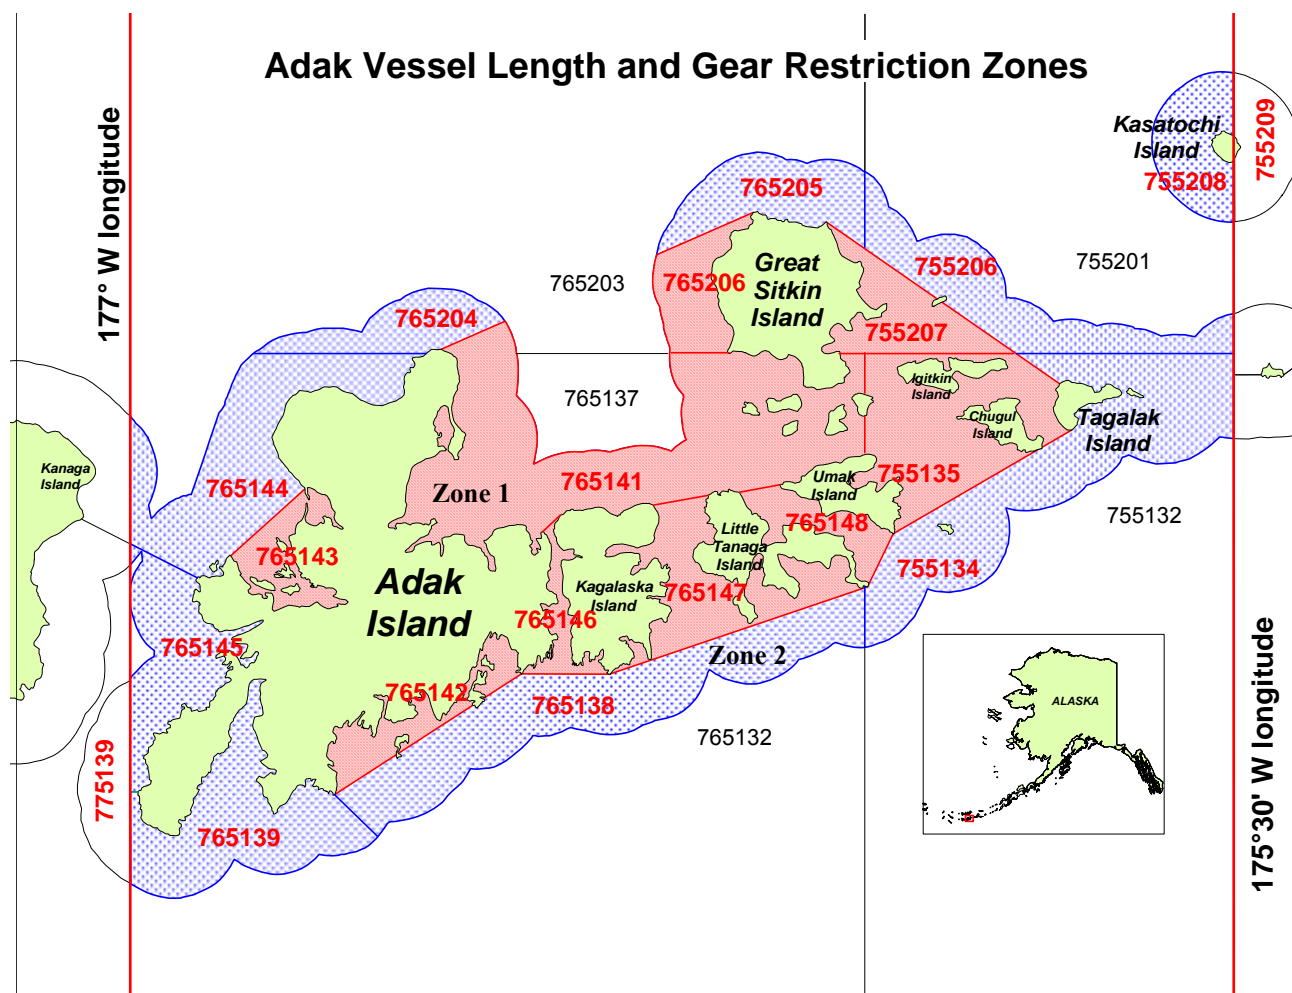 Adak Vessel Length and Gear Restriction Zones
177° W longitude
Kasatochi
Island
755209
755208
765205
755206
755201
Great
Sitkin
Island
765206
765203
765204
755207
765137
Igitkin
Island
Chugul
Island
Tagalak
Island
Kanaga
Island
765144
Zone 1
765141
Umak
Island
755135
755132
765148
Little
Tanaga
Island
765143
Adak
Island
Kagalaska
Island
765147
755134
765146
765145
Zone 2
765142
765138
765132
ALASKA
775139
765139
175°30' W longitude